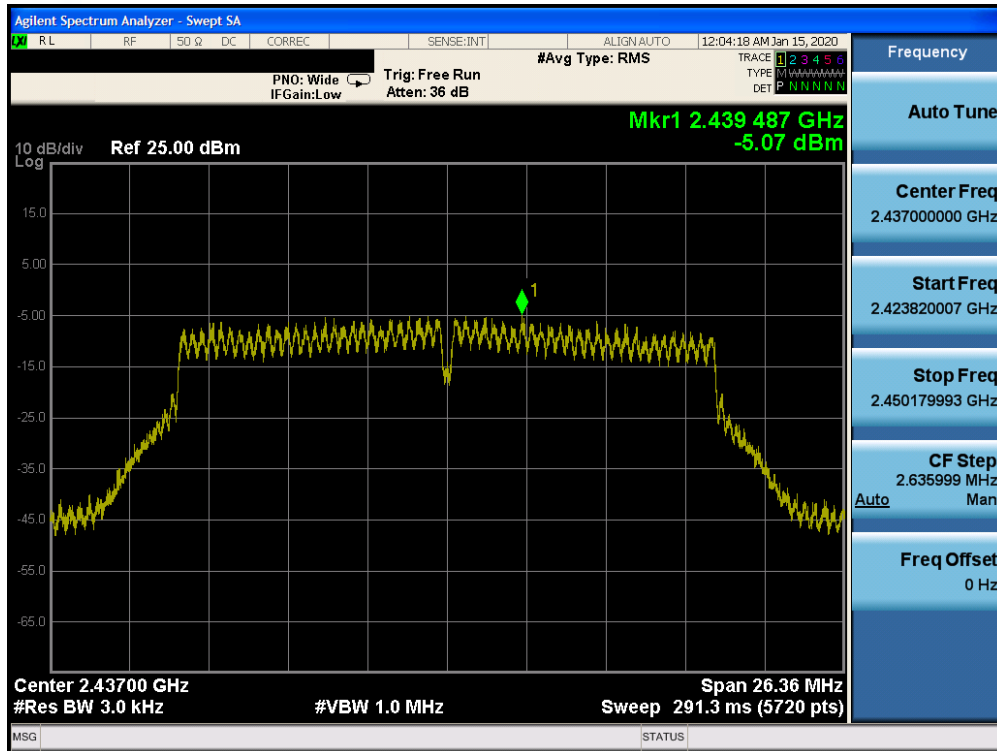 Agilent Spectrum Analyzer - Swept SA
LXI RL RF 50 Ω DC CORREC SENSE:INT ALIGN AUTO 12:04:18 AM Jan 15, 2020
#Avg Type: RMS TRACE 1 2 3 4 5 6
PNO: Wide Trig: Free Run TYPE M WWWWW
IFGain:Low Atten: 36 dB DET P N N N N N
Mkr1 2.439 487 GHz
-5.07 dBm
10 dB/div Ref 25.00 dBm
Log
15.0
5.00
1
-5.00
-15.0
-25.0
-35.0
-45.0
-55.0
-65.0
Center 2.43700 GHz Span 26.36 MHz
#Res BW 3.0 kHz #VBW 1.0 MHz Sweep 291.3 ms (5720 pts)
MSG STATUS
Frequency
Auto Tune
Center Freq
2.437000000 GHz
Start Freq
2.423820007 GHz
Stop Freq
2.450179993 GHz
CF Step
2.635999 MHz
Auto Man
Freq Offset
0 Hz